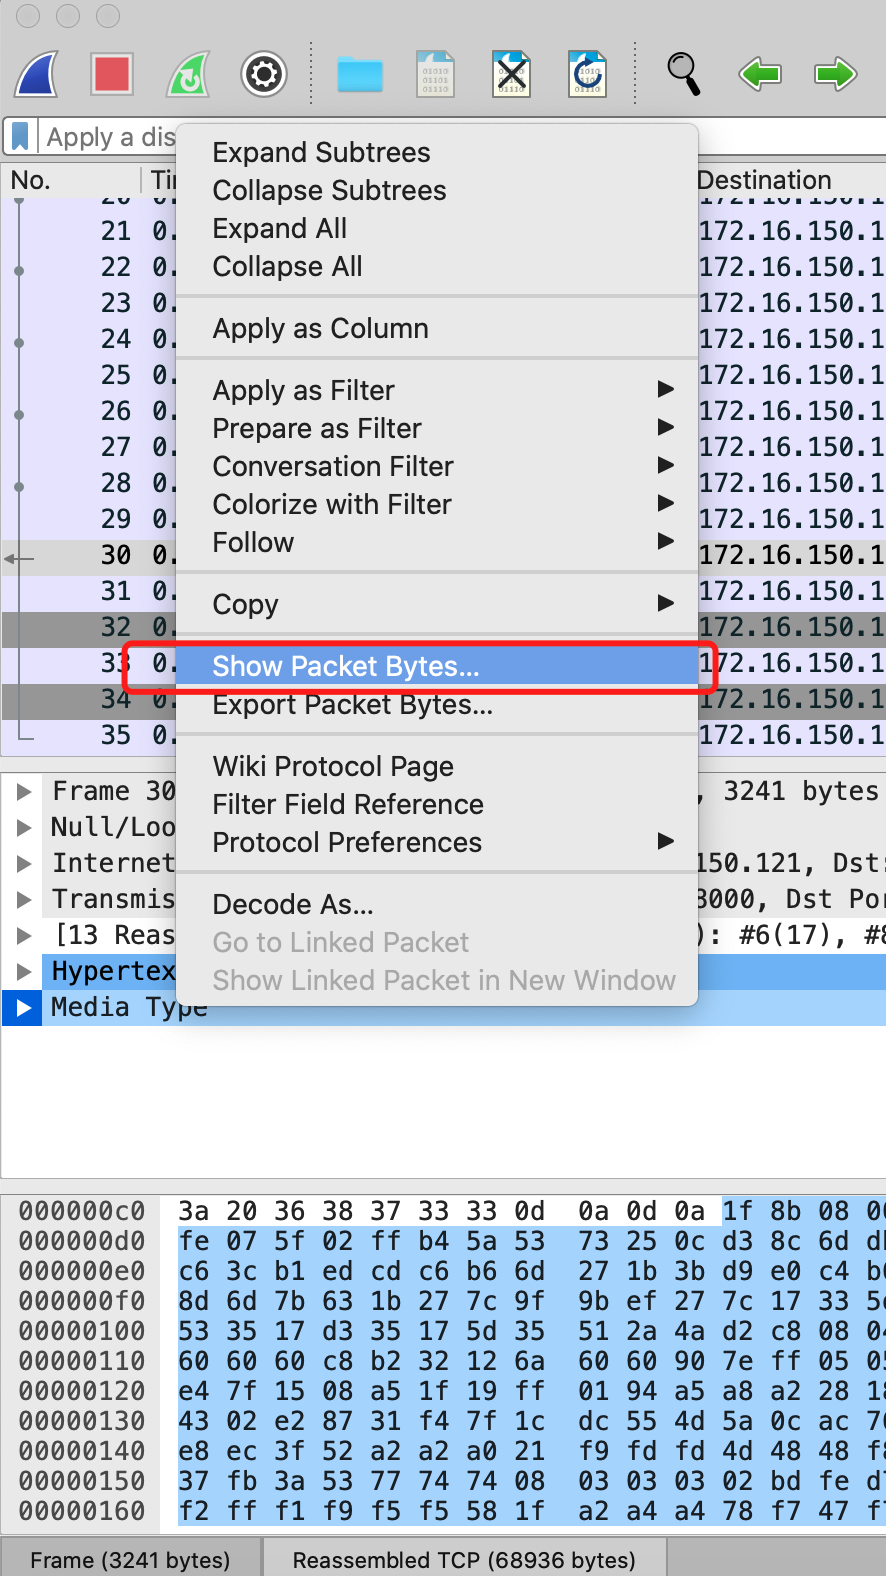 Apply a dis
No.
Tir
Destination
20 0. 172.16.150.1
21 0. 172.16.150.1
22 0. 172.16.150.1
23 0. 172.16.150.1
24 0. 172.16.150.1
25 0. 172.16.150.1
26 0. 172.16.150.1
27 0. 172.16.150.1
28 0. 172.16.150.1
29 0. 172.16.150.1
30 0. 172.16.150.1
31 0. 172.16.150.1
32 0. 172.16.150.1
33 0. 172.16.150.1
34 0. 172.16.150.1
35 0. 172.16.150.1
Expand Subtrees
Collapse Subtrees
Expand All
Collapse All
Apply as Column
Apply as Filter
Prepare as Filter
Conversation Filter
Colorize with Filter
Follow
Copy
Show Packet Bytes...
Export Packet Bytes...
Wiki Protocol Page
Filter Field Reference
Protocol Preferences
Decode As...
Go to Linked Packet
Show Linked Packet in New Window
Frame 30 , 3241 bytes
Null/Loo
Internet 150.121, Dst:
Transmis 8000, Dst Por
[13 Reas ): #6(17), #8
Hypertex
Media Type
000000c0 3a 20 36 38 37 33 33 0d 0a 0d 0a 1f 8b 08 00
000000d0 fe 07 5f 02 ff b4 5a 53 73 25 0c d3 8c 6d
000000e0 c6 3c b1 ed cd c6 b6 6d 27 1b 3b d9 e0 c4
000000f0 8d 6d 7b 63 1b 27 7c 9f 9b ef 27 7c 17 33
00000100 53 35 17 d3 35 17 5d 35 51 2a 4a d2 c8 08
00000110 60 60 60 c8 b2 32 12 6a 60 60 90 7e ff 05
00000120 e4 7f 15 08 a5 1f 19 ff 01 94 a5 a8 a2 28
00000130 43 02 e2 87 31 f4 7f 1c dc 55 4d 5a 0c ac
00000140 e8 ec 3f 52 a2 a2 a0 21 f9 fd fd 4d 48 48
00000150 37 fb 3a 53 77 74 74 08 03 03 03 02 bd fe
00000160 f2 ff f1 f9 f5 f5 58 1f a2 a4 a4 78 f7 47
Frame (3241 bytes)
Reassembled TCP (68936 bytes)